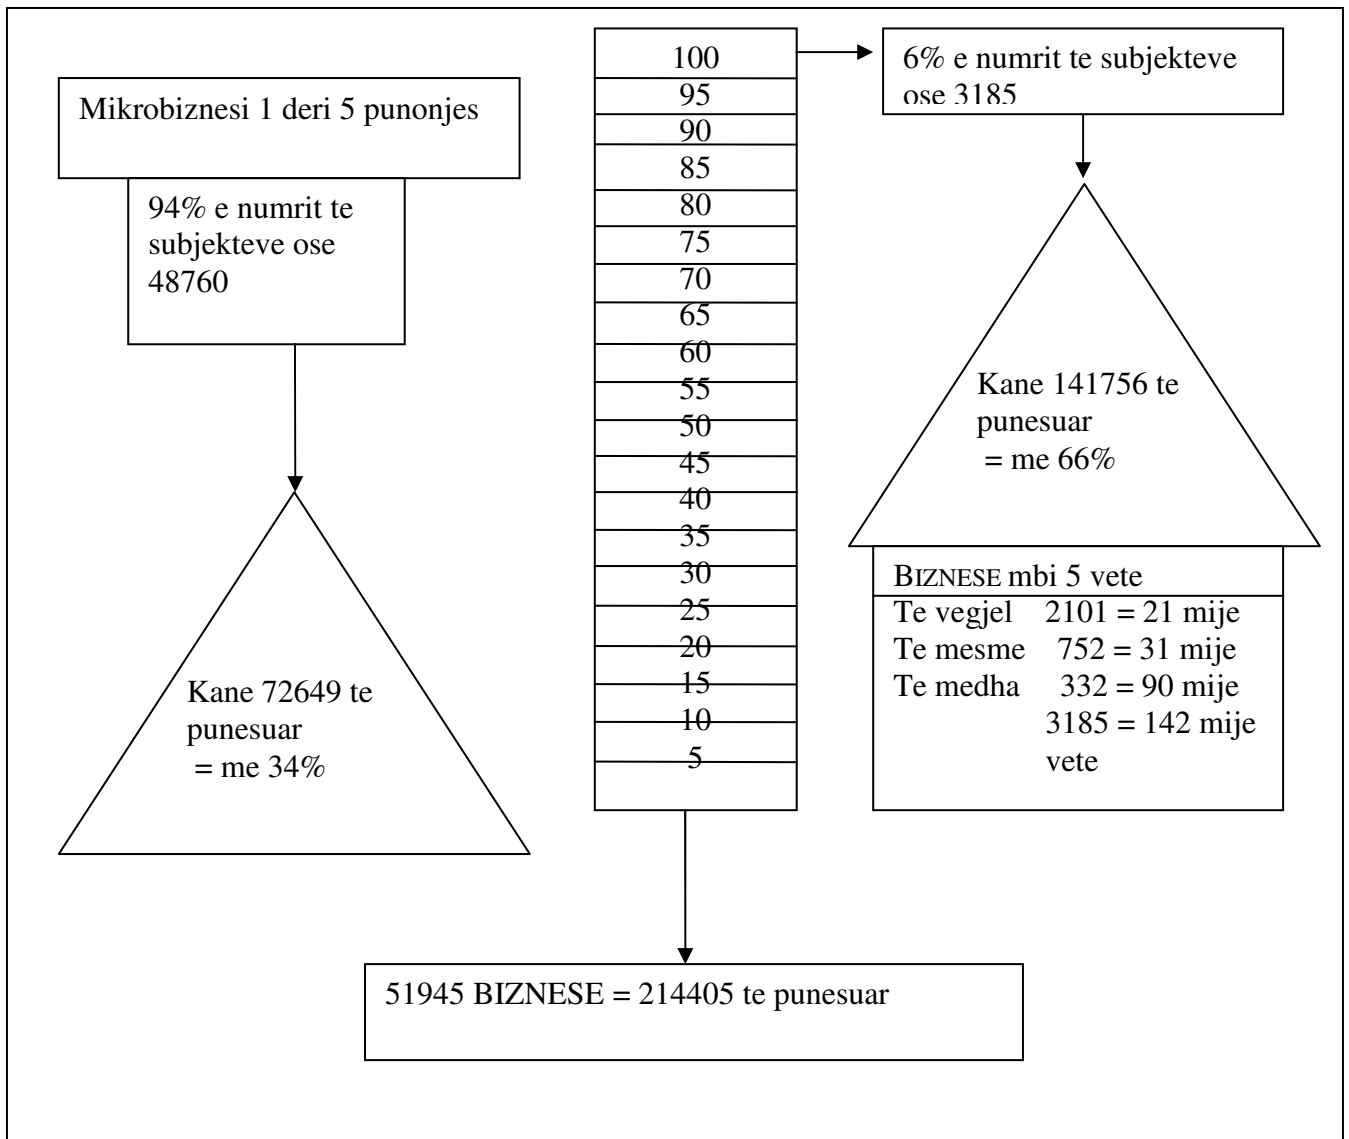 Mikrobiznesi 1 deri 5 punonjes
94% e numrit te
subjekteve ose
48760
Kane 72649 te
punesuar
= me 34%
100
95
90
85
80
75
70
65
60
55
50
45
40
35
30
25
20
15
10
5
6% e numrit te subjekteve
ose 3185
Kane 141756 te
punesuar
= me 66%
BIZNESE mbi 5 vete
Te vegjel 2101 = 21 mije
Te mesme 752 = 31 mije
Te medha 332 = 90 mije
3185 = 142 mije
vete
51945 BIZNESE = 214405 te punesuar